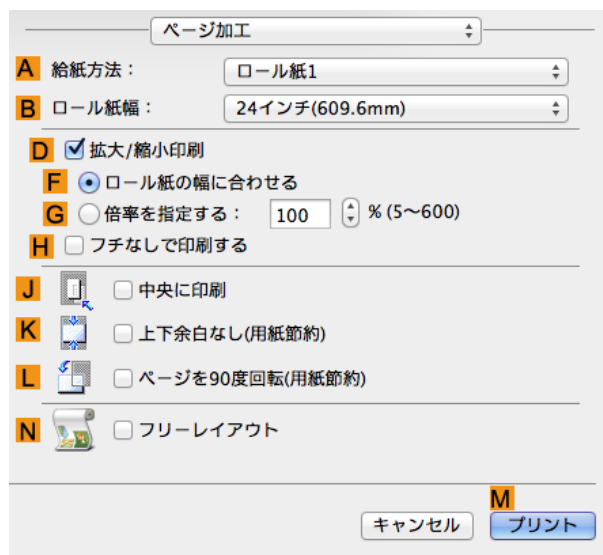 ページ加工
A 給紙方法： ロール紙1
B ロール紙幅： 24インチ(609.6mm)
D 拡大/縮小印刷
F ロール紙の幅に合わせる
G 倍率を指定する： 100 % (5〜600)
H フチなしで印刷する
J 中央に印刷
K 上下余白なし(用紙節約)
L ページを90度回転(用紙節約)
N フリーレイアウト
M
キャンセル プリント